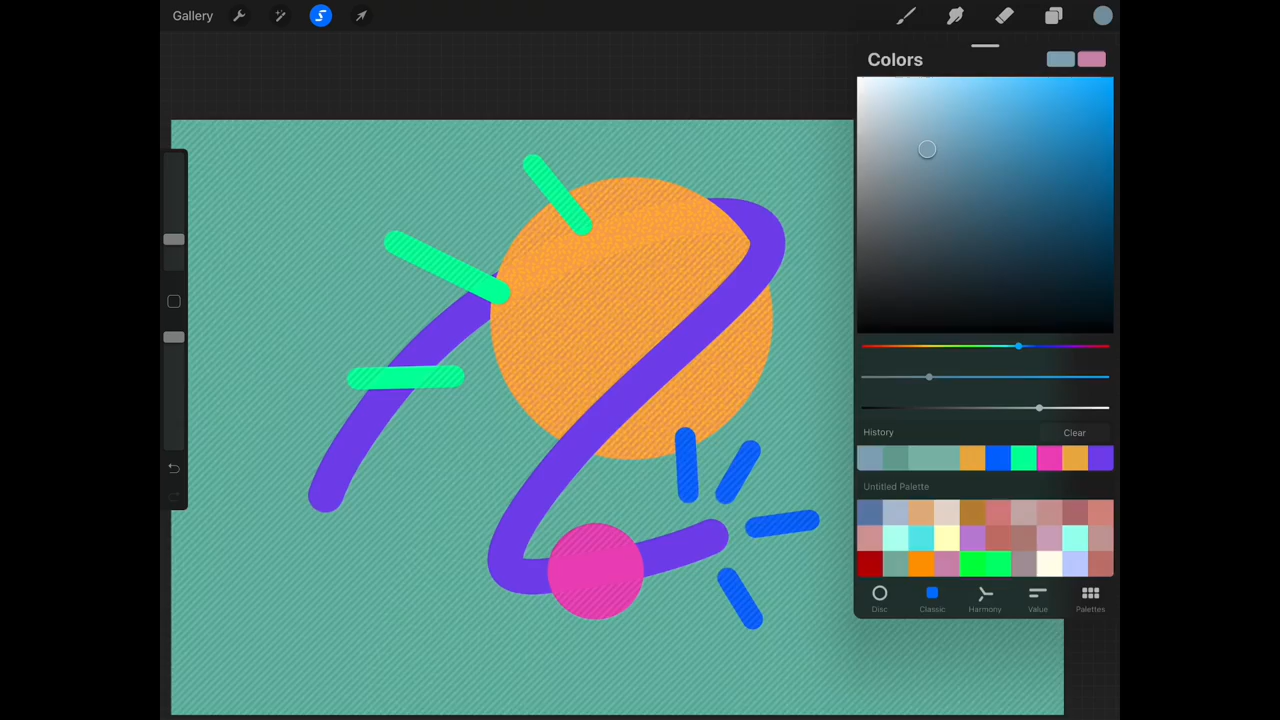 Gallery
Colors
History
Clear
Untitled Palette
Disc
Classic
Harmony
Value
Palettes